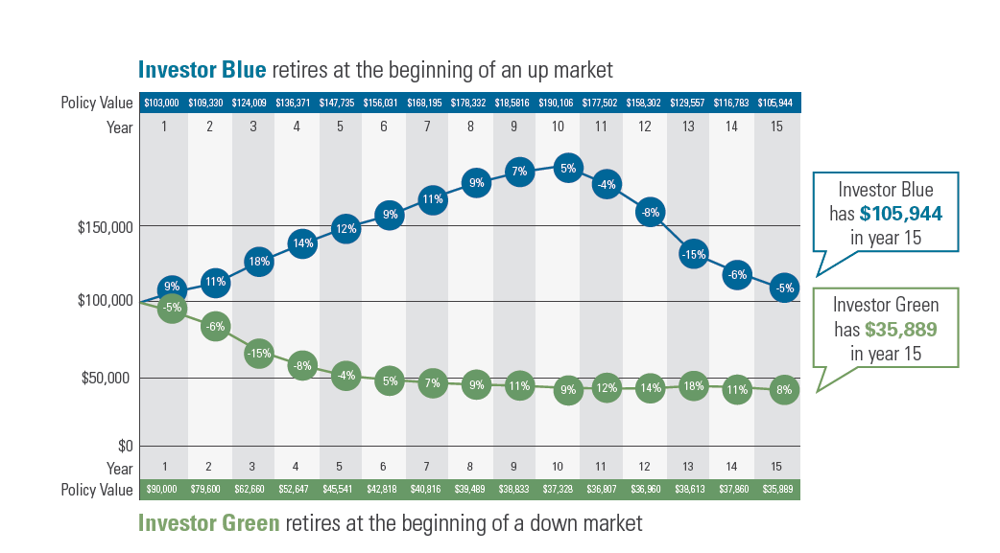 Investor Blue retires at the beginning of an up market
Policy Value $103,000 $109,330 $124,009 $136,371 $147,735 $156,031 $168,195 $178,332 $18,5816 $190,106 $177,502 $158,302 $129,557 $116,783 $105,944
Year 1 2 3 4 5 6 7 8 9 10 11 12 13 14 15
9% 11% 18% 14% 12% 9% 11% 9% 7% 5% -4% -8% -15% -6% -5%
$150,000
$100,000
$50,000
$0
-5% -6% -15% -8% -4% 5% 7% 9% 11% 9% 12% 14% 18% 11% 8%
Investor Blue
has $105,944
in year 15
Investor Green
has $35,889
in year 15
Year 1 2 3 4 5 6 7 8 9 10 11 12 13 14 15
Policy Value $90,000 $79,600 $62,660 $52,647 $45,541 $42,818 $40,816 $39,489 $38,833 $37,328 $36,807 $36,960 $38,613 $37,860 $35,889
Investor Green retires at the beginning of a down market